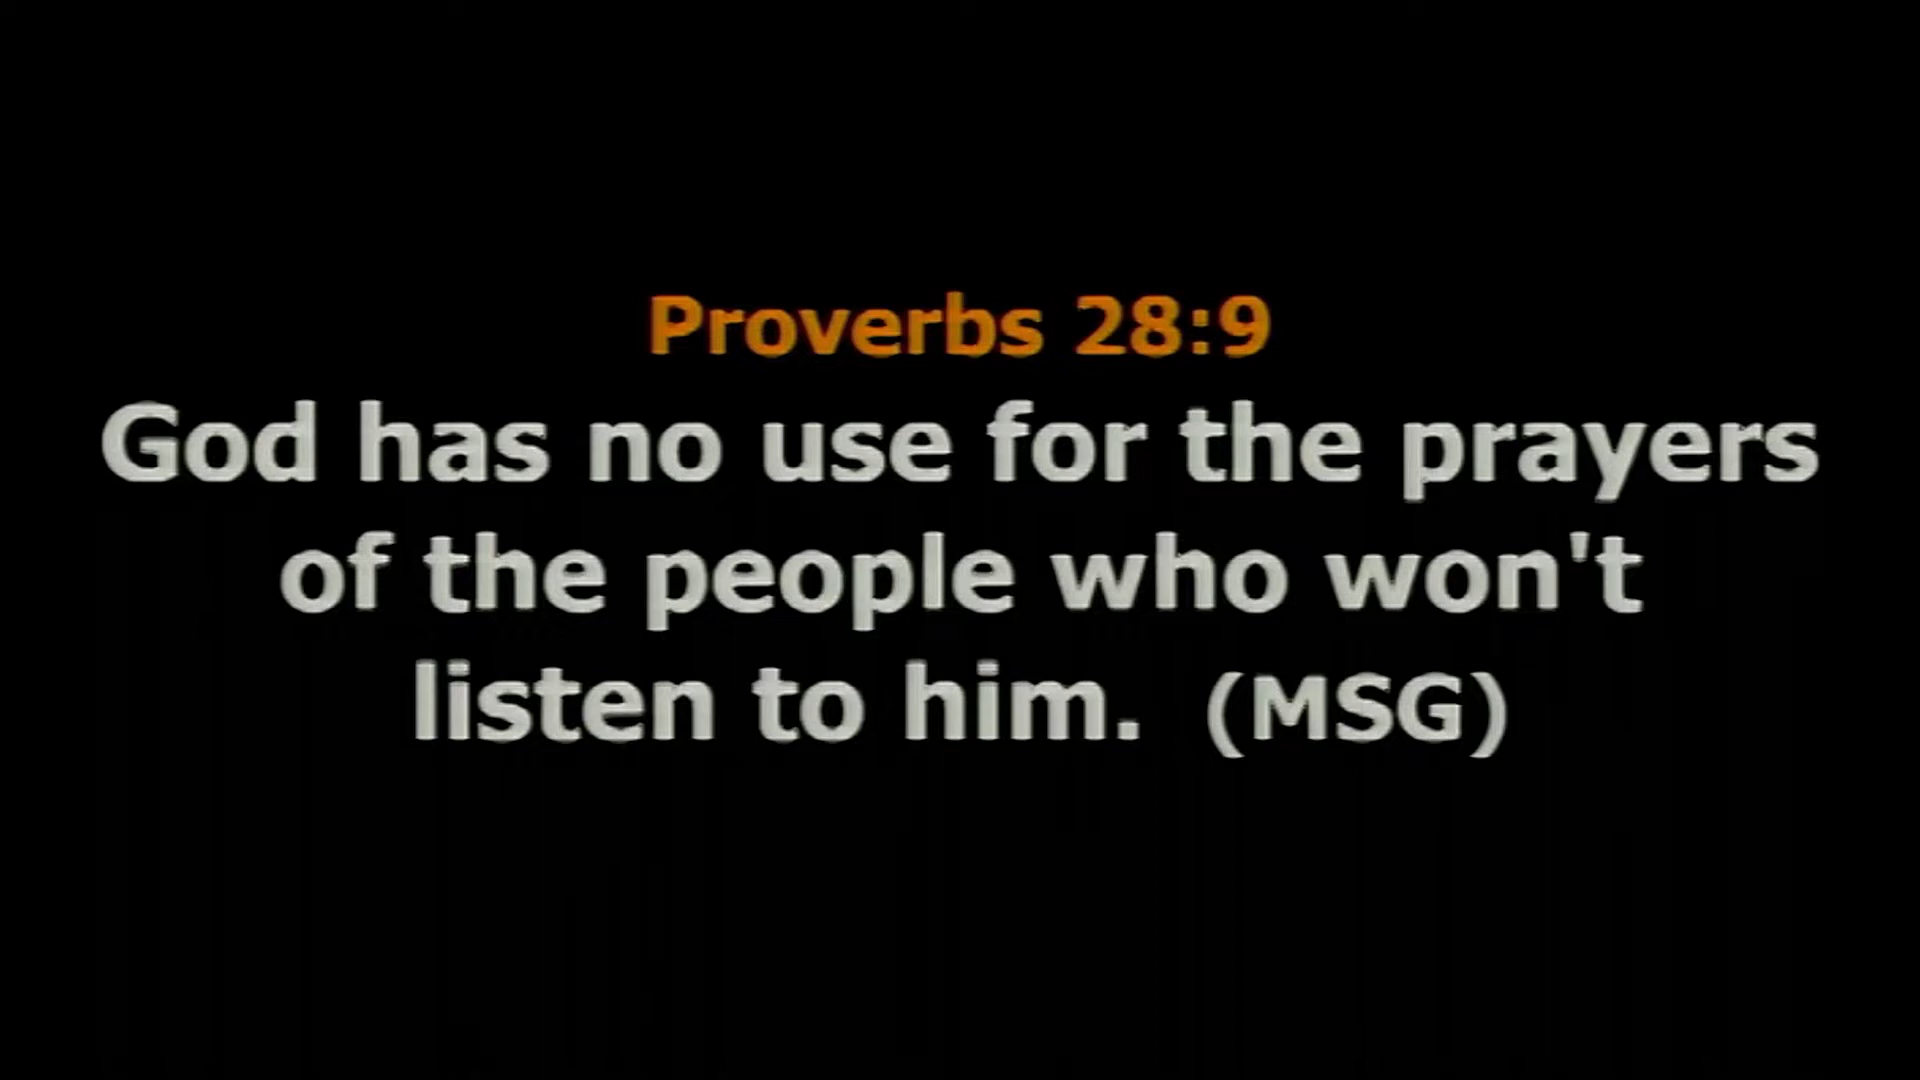 Proverbs 28:9
God has no use for the prayers
of the people who won't
listen to him. (MSG)